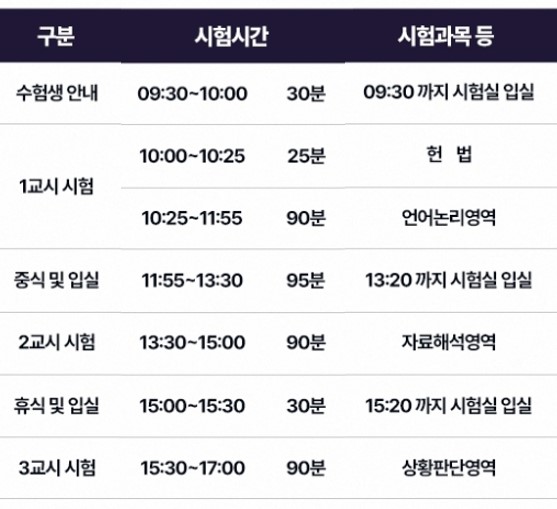 구분 시험시간 시험과목 등
수험생 안내 09:30~10:00 30분 09:30 까지 시험실 입실
1교시 시험 10:00~10:25 25분 헌 법
10:25~11:55 90분 언어논리영역
중식 및 입실 11:55~13:30 95분 13:20 까지 시험실 입실
2교시 시험 13:30~15:00 90분 자료해석영역
휴식 및 입실 15:00~15:30 30분 15:20 까지 시험실 입실
3교시 시험 15:30~17:00 90분 상황판단영역